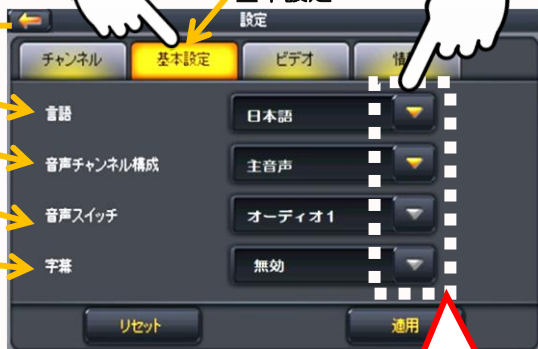 基本設定
設定
チャンネル
基本設定
ビデオ
言語
日本語
音声チャンネル構成
主音声
音声スイッチ
オーディオ1
字幕
無効
リセット
適用